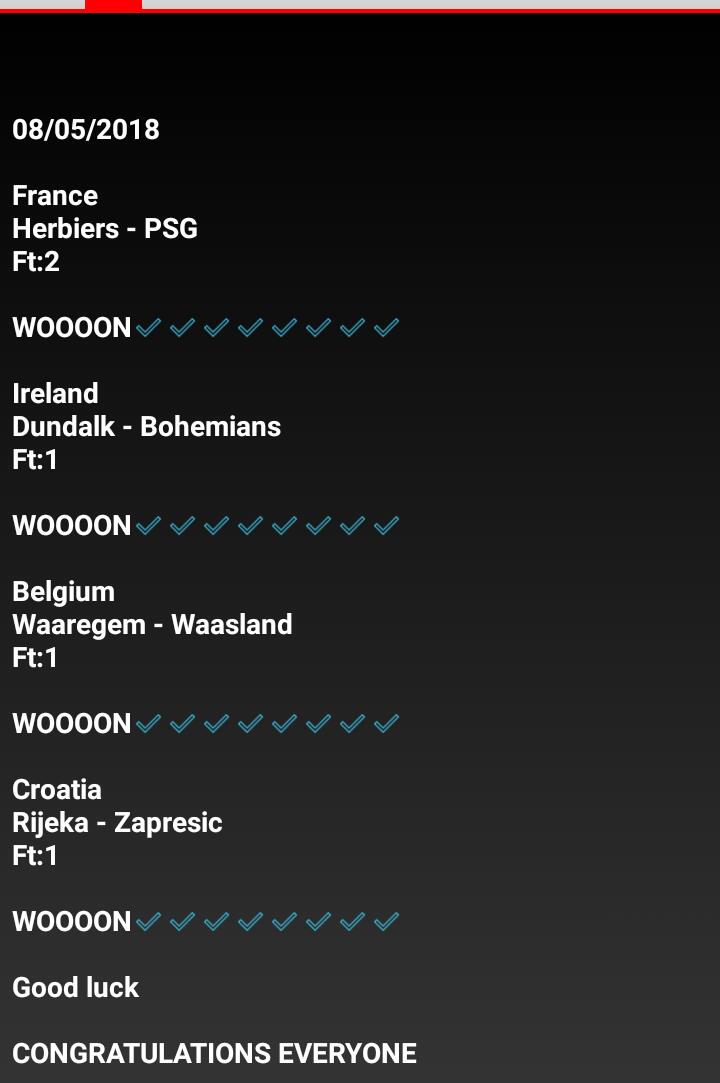 08/05/2018
France
Herbiers - PSG
Ft:2
WOOOON✓✓✓✓✓✓✓✓
Ireland
Dundalk - Bohemians
Ft:1
WOOOON✓✓✓✓✓✓✓✓
Belgium
Waaregem - Waasland
Ft:1
WOOOON✓✓✓✓✓✓✓✓
Croatia
Rijeka - Zapresic
Ft:1
WOOOON✓✓✓✓✓✓✓✓
Good luck
CONGRATULATIONS EVERYONE